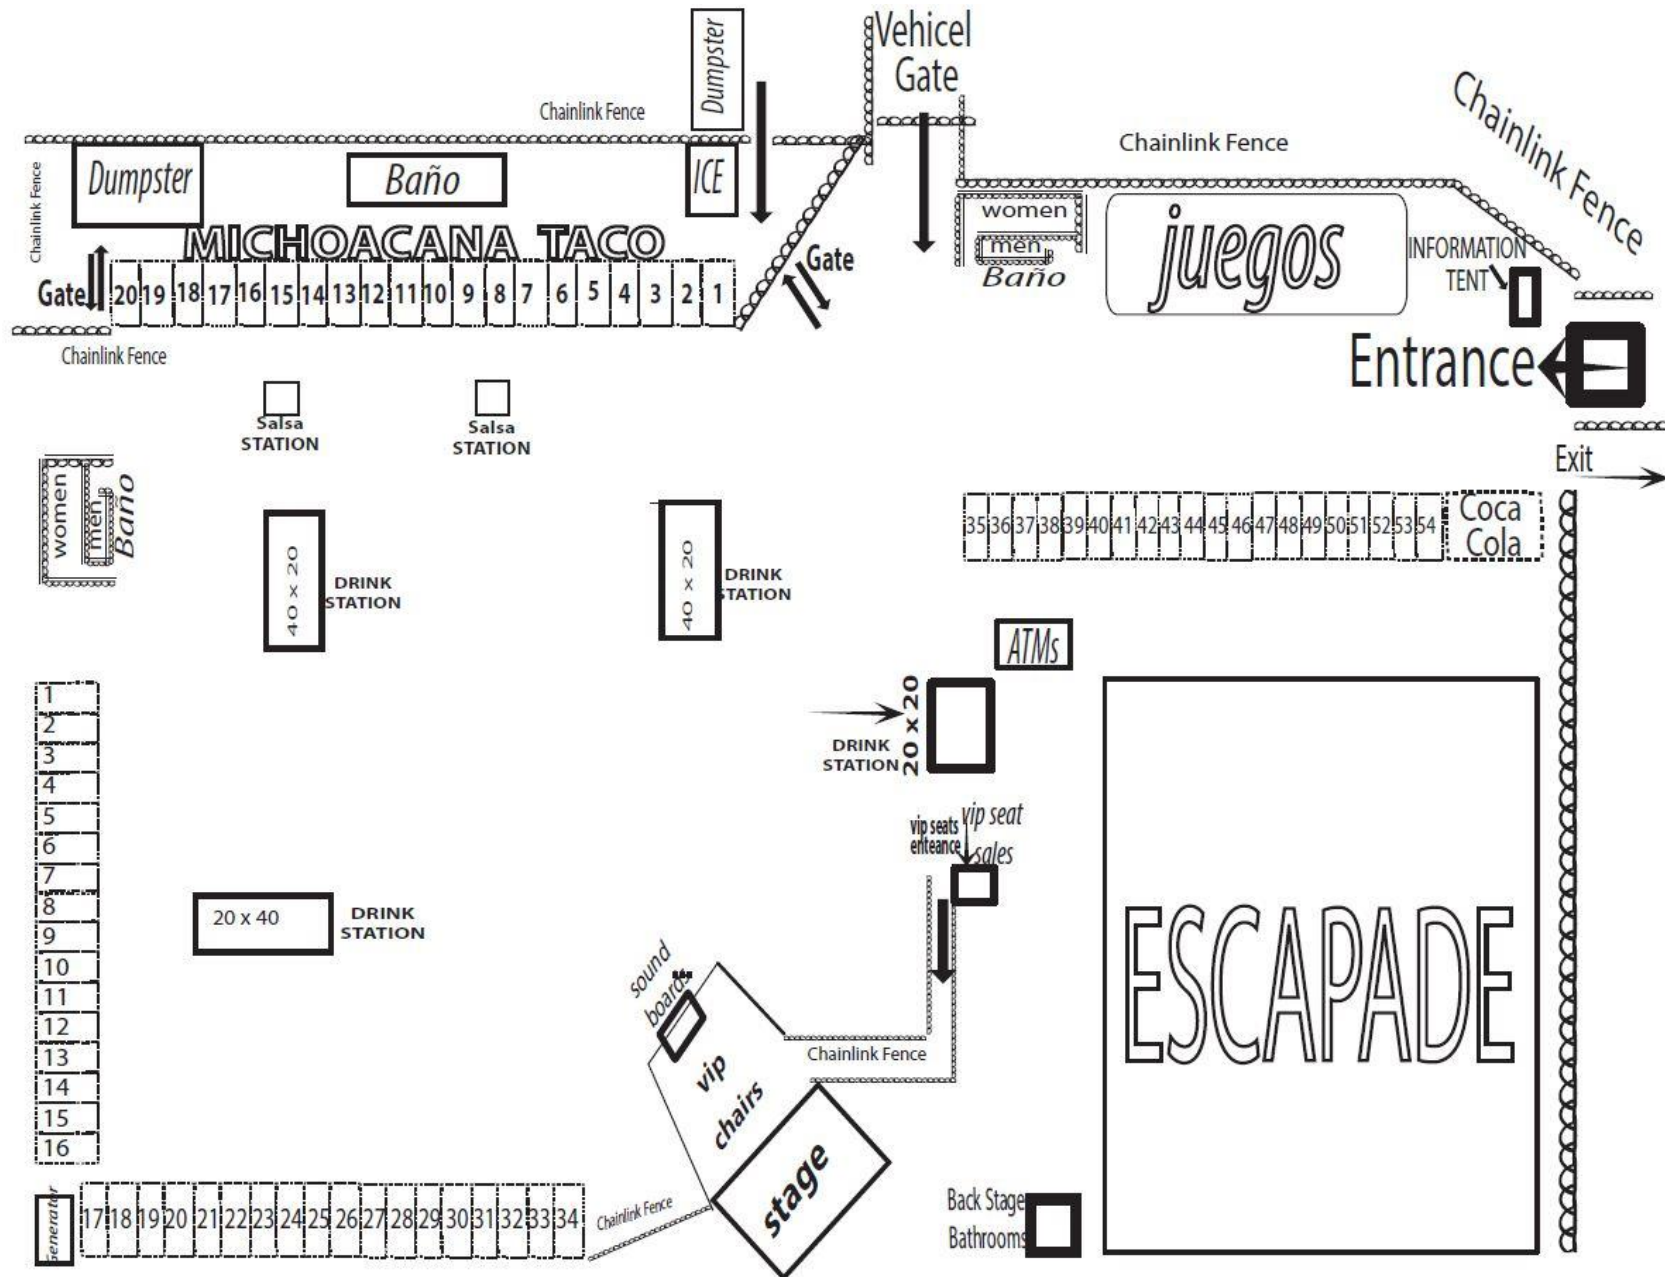 Vehicel
Gate
Dumpster
Chainlink Fence
Chainlink Fence
Chainlink Fence
Chainlink Fence
Dumpster
Baño
ICE
women
men
Baño
juegos
INFORMATION
TENT
MICHOACANA TACO
Gate
Gate
20 19 18 17 16 15 14 13 12 11 10 9 8 7 6 5 4 3 2 1
Chainlink Fence
Entrance
Salsa
STATION
Salsa
STATION
Exit
women
men
Baño
40 x 20
DRINK
STATION
40 x 20
DRINK
STATION
35 36 37 38 39 40 41 42 43 44 45 46 47 48 49 50 51 52 53 54
Coca
Cola
ATMs
20 x 20
DRINK
STATION
1
2
3
4
5
6
7
8
9
10
11
12
13
14
15
16
20 x 40
DRINK
STATION
vip seats
enteance
vip seat
sales
sound
boards
Chainlink Fence
vip
chairs
stage
ESCAPADE
Generator
17 18 19 20 21 22 23 24 25 26 27 28 29 30 31 32 33 34
Chainlink Fence
Back Stage
Bathrooms